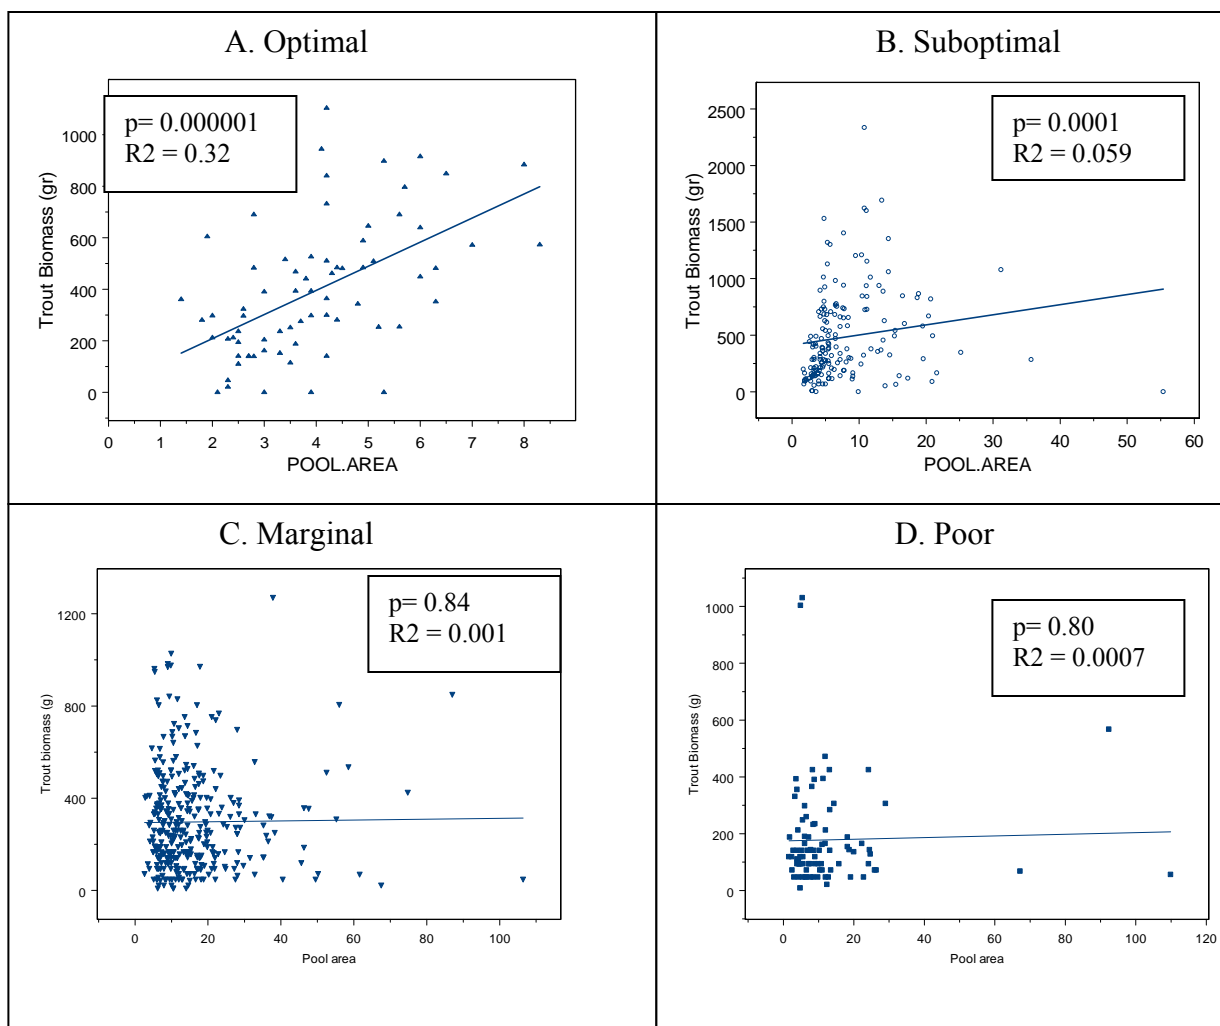 A. Optimal
p= 0.000001
R2 = 0.32
Trout Biomass (gr)
1000
800
600
400
200
0
0 1 2 3 4 5 6 7 8
POOL.AREA
B. Suboptimal
p= 0.0001
R2 = 0.059
Trout Biomass (gr)
2500
2000
1500
1000
500
0
0 10 20 30 40 50 60
POOL.AREA
C. Marginal
p= 0.84
R2 = 0.001
Trout biomass (g)
1200
800
400
0
0 20 40 60 80 100
Pool area
D. Poor
p= 0.80
R2 = 0.0007
Trout Biomass (g)
1000
800
600
400
200
0
0 20 40 60 80 100 120
Pool area